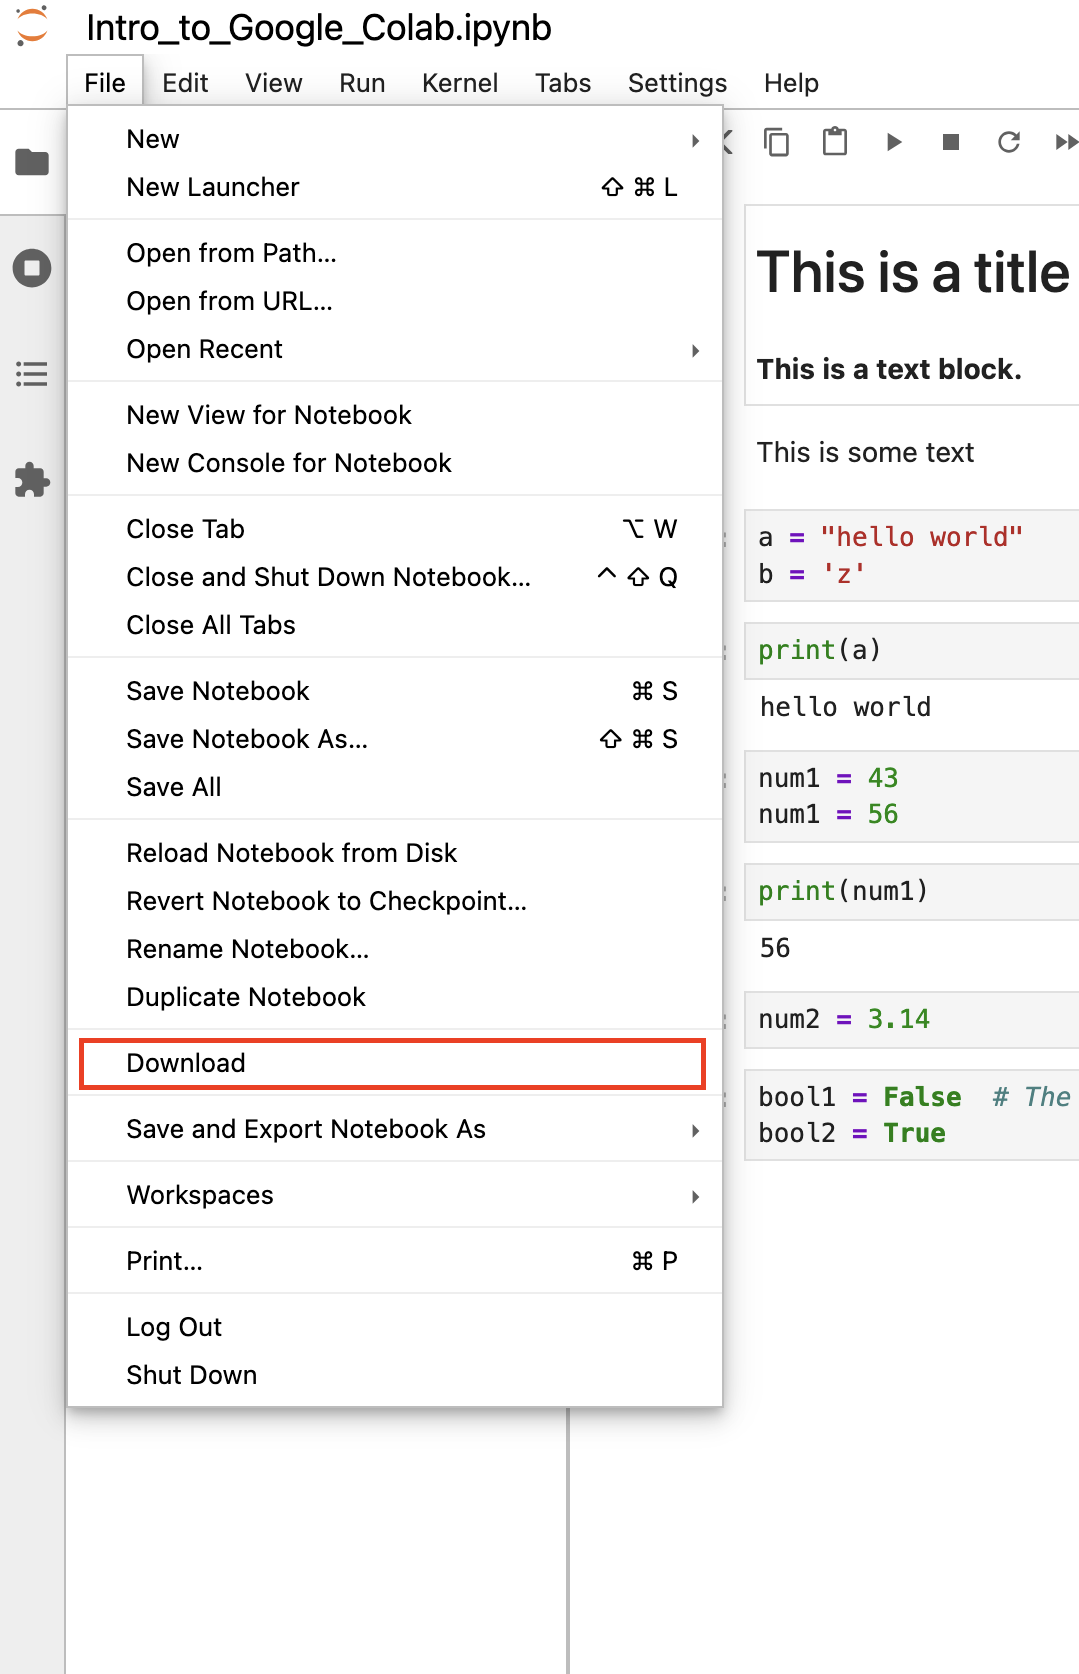 Intro_to_Google_Colab.ipynb
File Edit View Run Kernel Tabs Settings Help
New
New Launcher ⇧ ⌘ L
Open from Path...
Open from URL...
Open Recent
New View for Notebook
New Console for Notebook
Close Tab ⌥ W
Close and Shut Down Notebook... ^ ⇧ Q
Close All Tabs
Save Notebook ⌘ S
Save Notebook As... ⇧ ⌘ S
Save All
Reload Notebook from Disk
Revert Notebook to Checkpoint...
Rename Notebook...
Duplicate Notebook
Download
Save and Export Notebook As
Workspaces
Print... ⌘ P
Log Out
Shut Down
This is a title
This is a text block.
This is some text
a = "hello world"
b = 'z'
print(a)
hello world
num1 = 43
num1 = 56
print(num1)
56
num2 = 3.14
bool1 = False  # The
bool2 = True